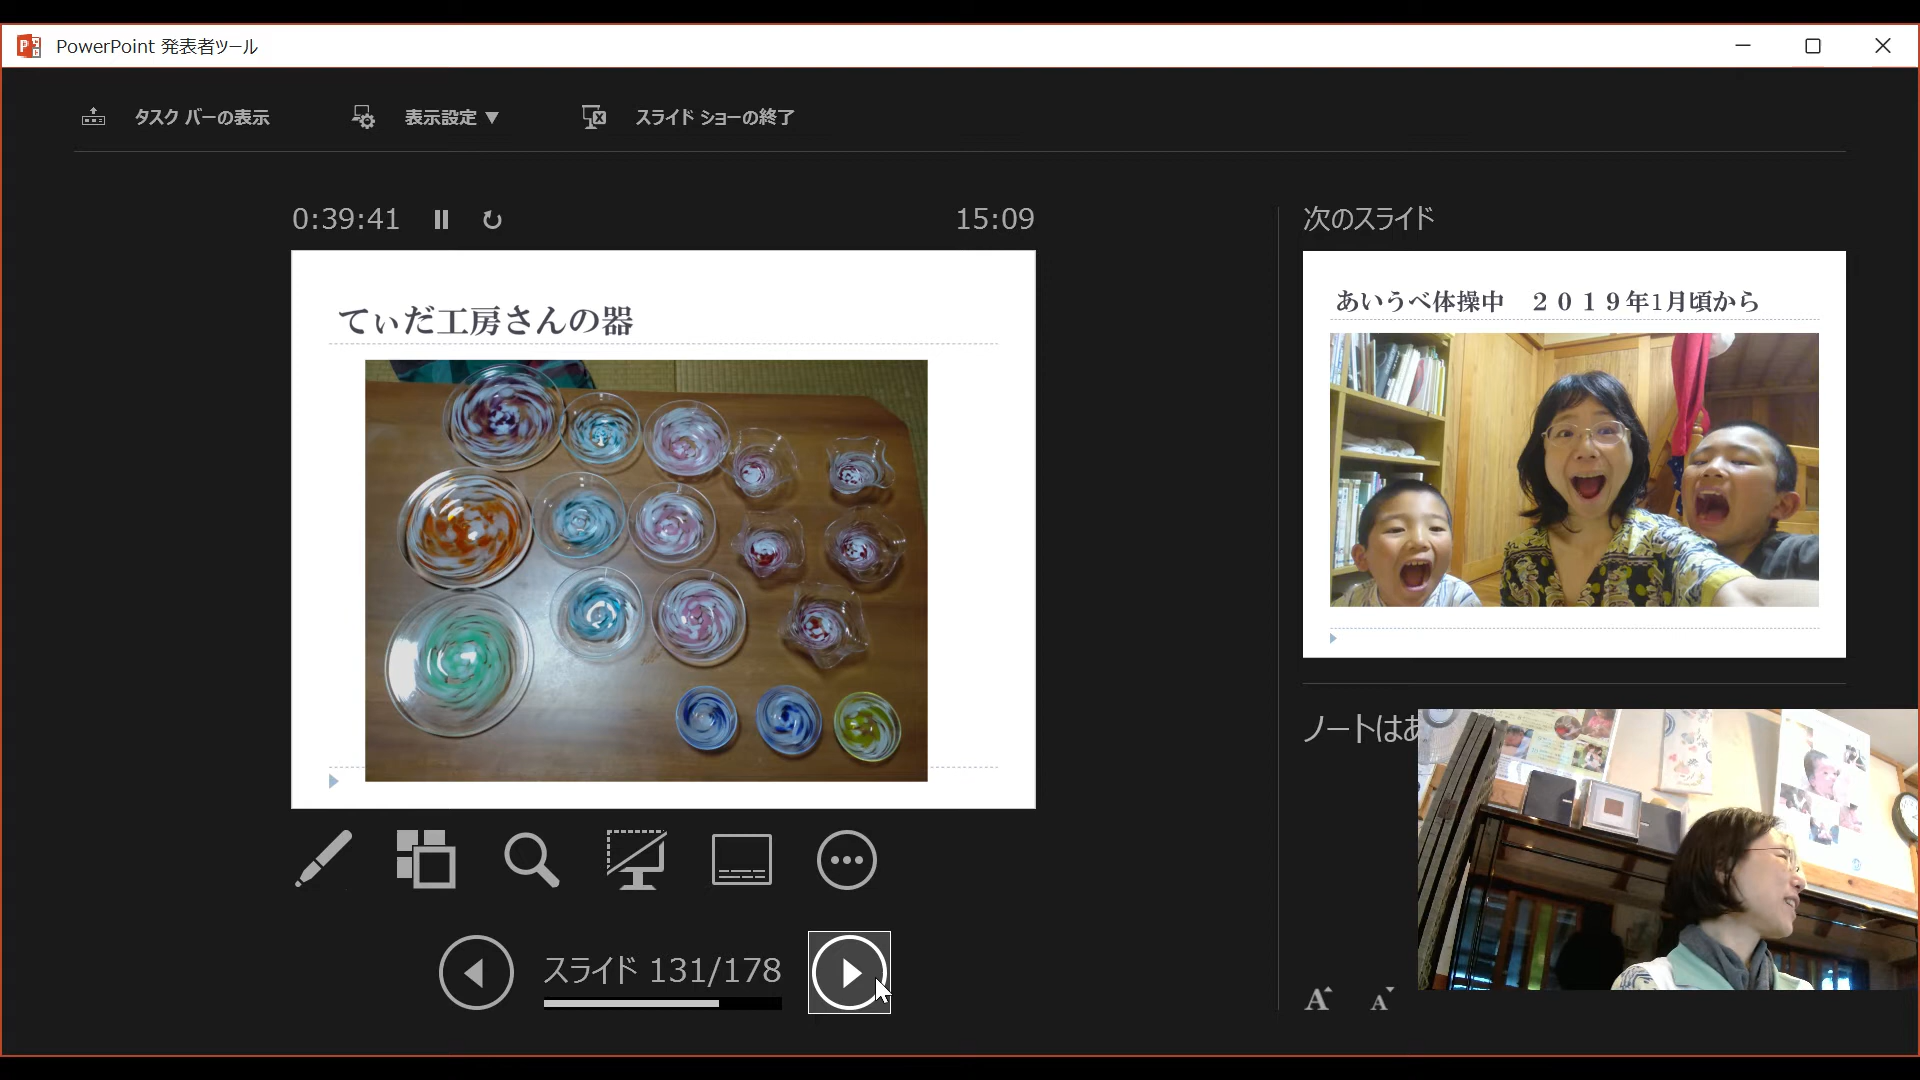 PowerPoint 発表者ツール
タスク バーの表示
表示設定 ▼
スライド ショーの終了
0:39:41
15:09
次のスライド
てぃだ工房さんの器
あいうべ体操中　２０１９年1月頃から
ノートはあ
スライド 131/178
A
A